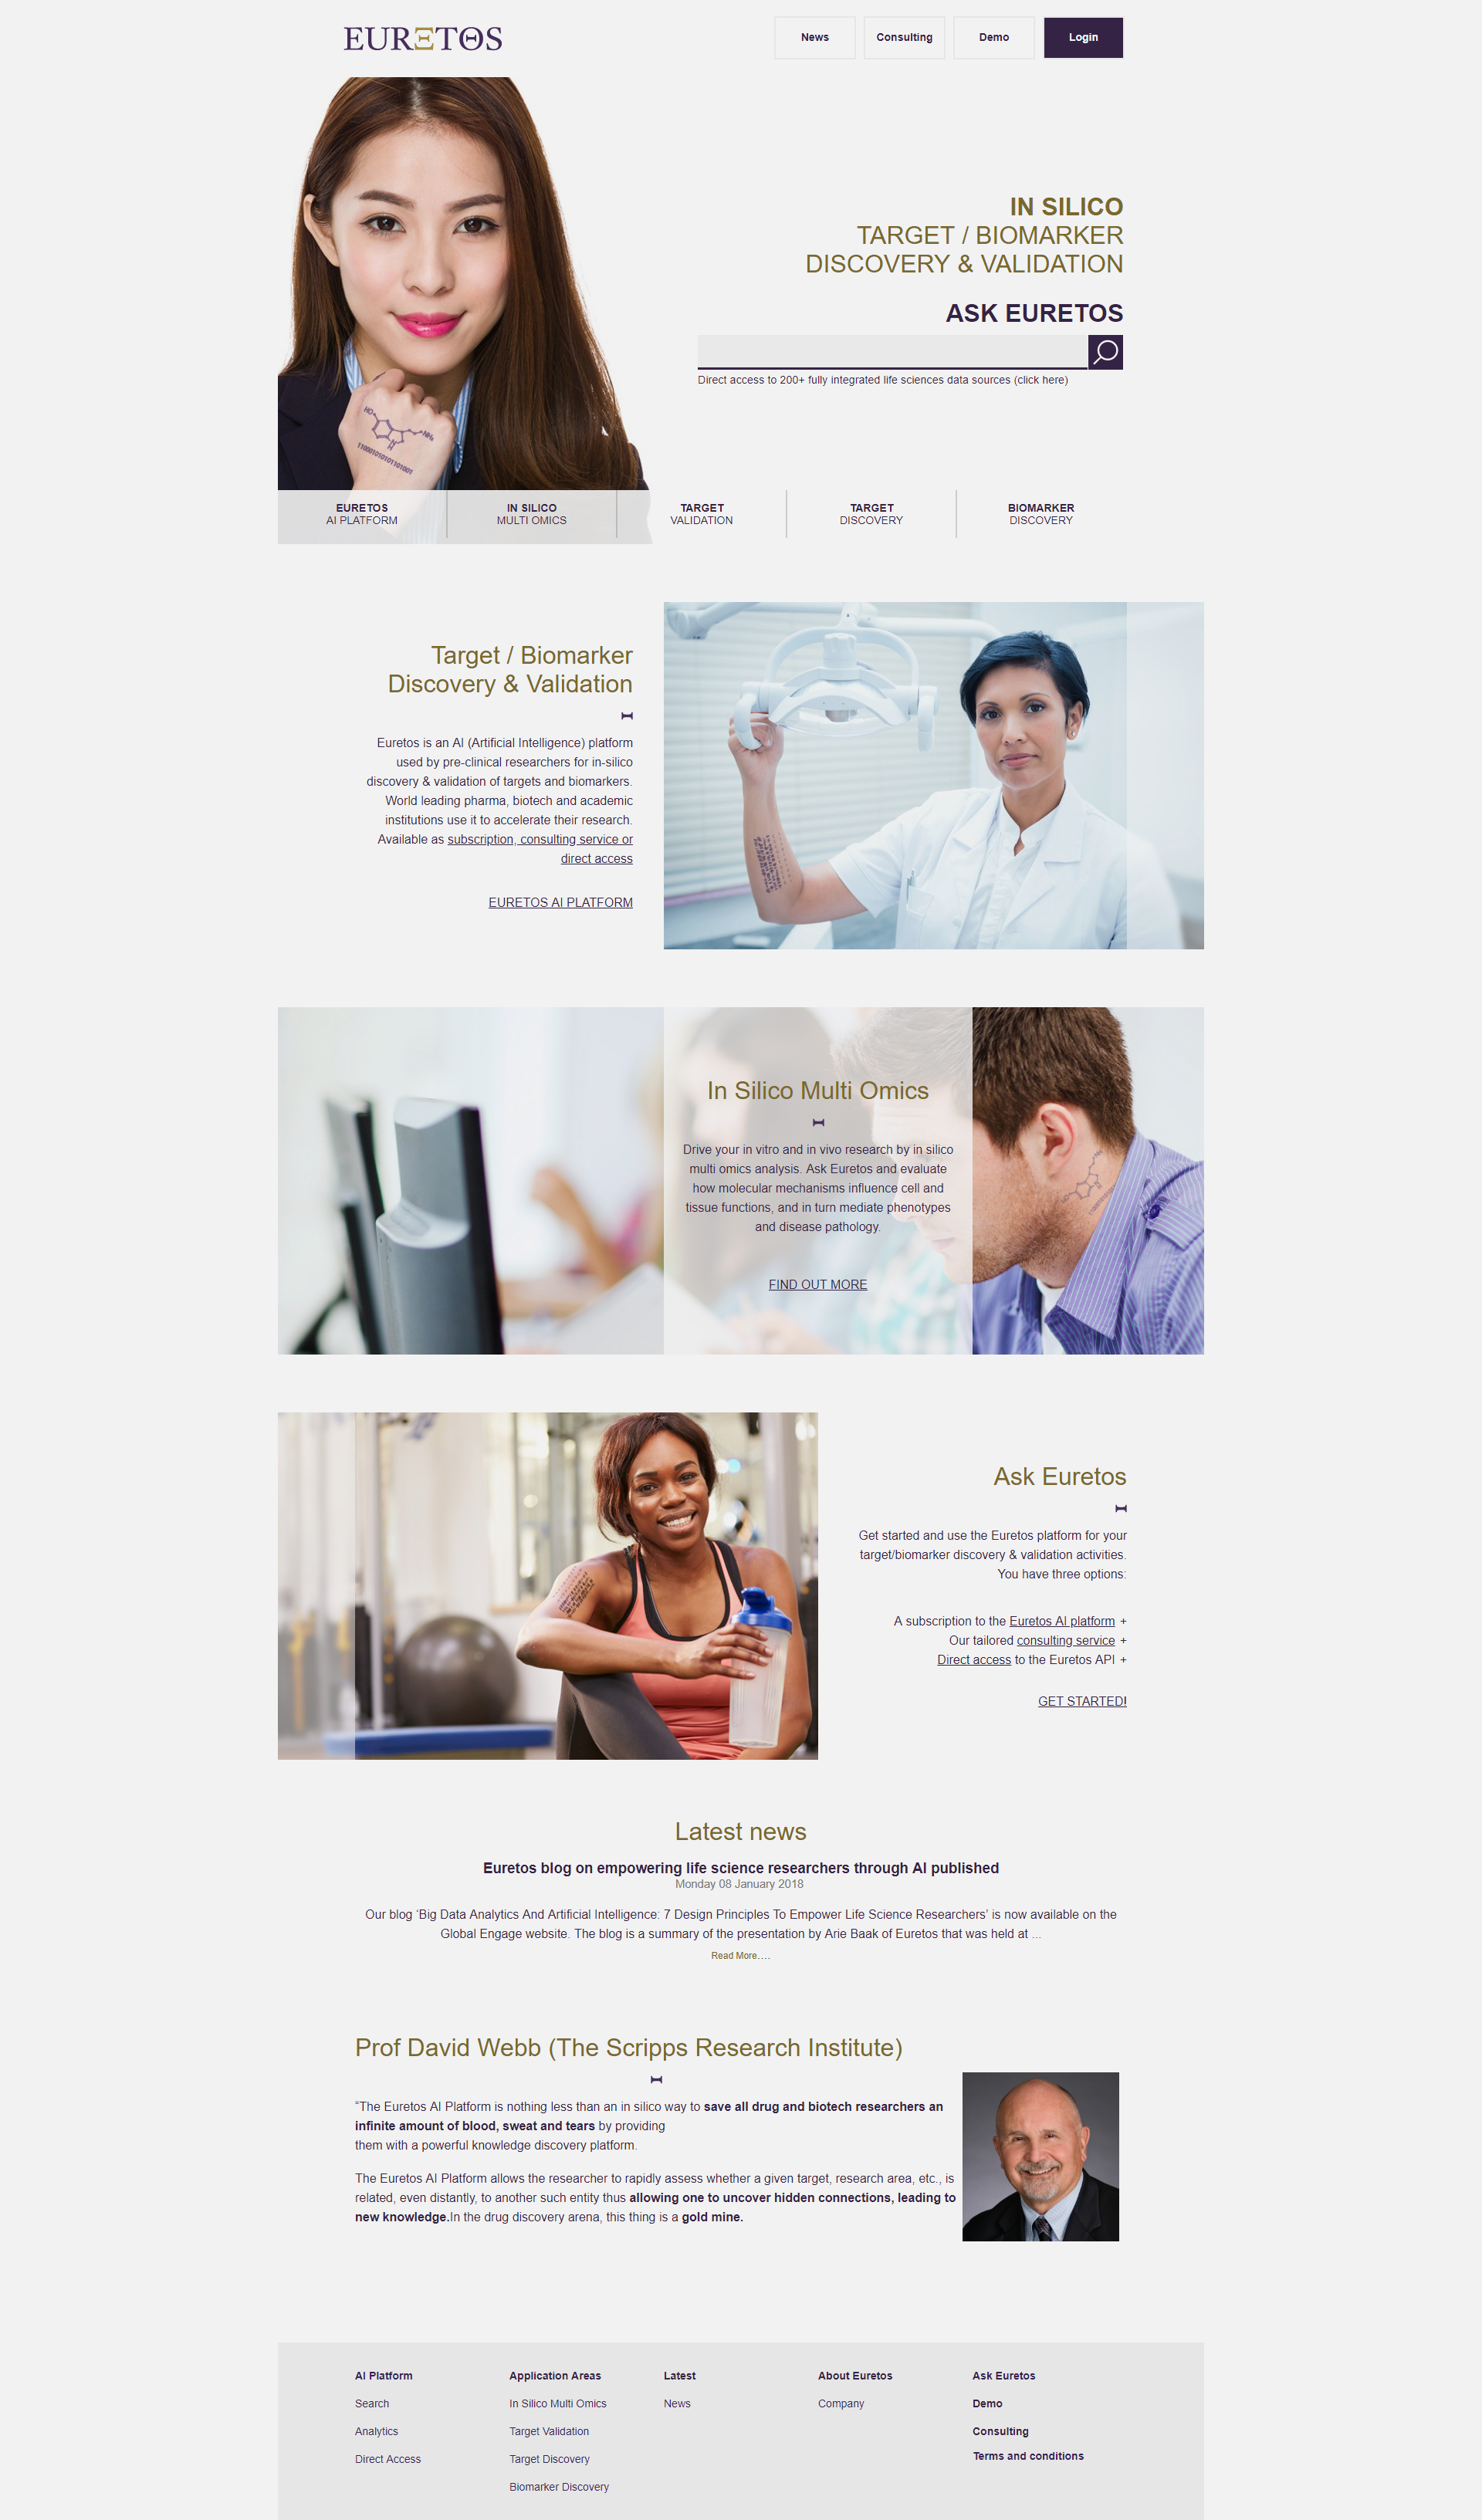 EURETOS
News
Consulting
Demo
Login
IN SILICO
TARGET / BIOMARKER
DISCOVERY & VALIDATION
ASK EURETOS
Direct access to 200+ fully integrated life sciences data sources (click here)
HO
NH₂
N
H
EURETOS
AI PLATFORM
IN SILICO
MULTI OMICS
TARGET
VALIDATION
TARGET
DISCOVERY
BIOMARKER
DISCOVERY
Target / Biomarker
Discovery & Validation
Euretos is an AI (Artificial Intelligence) platform
used by pre-clinical researchers for in-silico
discovery & validation of targets and biomarkers.
World leading pharma, biotech and academic
institutions use it to accelerate their research.
Available as subscription, consulting service or
direct access
EURETOS AI PLATFORM
In Silico Multi Omics
Drive your in vitro and in vivo research by in silico
multi omics analysis. Ask Euretos and evaluate
how molecular mechanisms influence cell and
tissue functions, and in turn mediate phenotypes
and disease pathology.
FIND OUT MORE
Ask Euretos
Get started and use the Euretos platform for your
target/biomarker discovery & validation activities.
You have three options:
A subscription to the Euretos AI platform +
Our tailored consulting service +
Direct access to the Euretos API +
GET STARTED!
Latest news
Euretos blog on empowering life science researchers through AI published
Monday 08 January 2018
Our blog ‘Big Data Analytics And Artificial Intelligence: 7 Design Principles To Empower Life Science Researchers’ is now available on the
Global Engage website. The blog is a summary of the presentation by Arie Baak of Euretos that was held at ...
Read More....
Prof David Webb (The Scripps Research Institute)
“The Euretos AI Platform is nothing less than an in silico way to save all drug and biotech researchers an
infinite amount of blood, sweat and tears by providing
them with a powerful knowledge discovery platform.
The Euretos AI Platform allows the researcher to rapidly assess whether a given target, research area, etc., is
related, even distantly, to another such entity thus allowing one to uncover hidden connections, leading to
new knowledge.In the drug discovery arena, this thing is a gold mine.
AI Platform
Search
Analytics
Direct Access
Application Areas
In Silico Multi Omics
Target Validation
Target Discovery
Biomarker Discovery
Latest
News
About Euretos
Company
Ask Euretos
Demo
Consulting
Terms and conditions